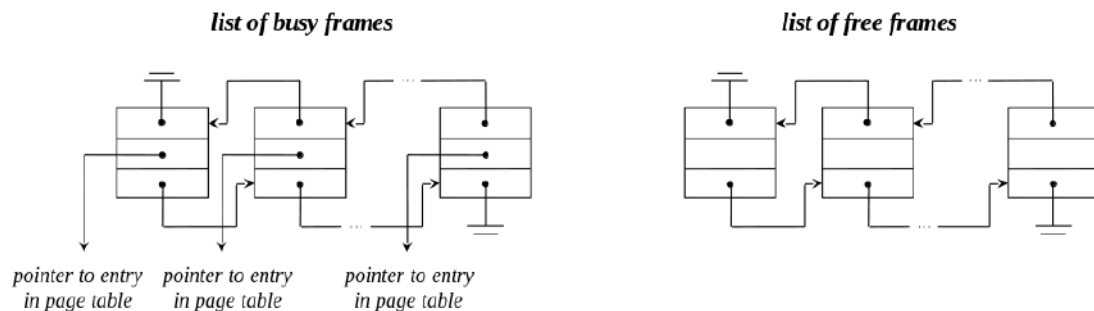 list of busy frames
list of free frames
...
...
...
...
pointer to entry
in page table
pointer to entry
in page table
pointer to entry
in page table